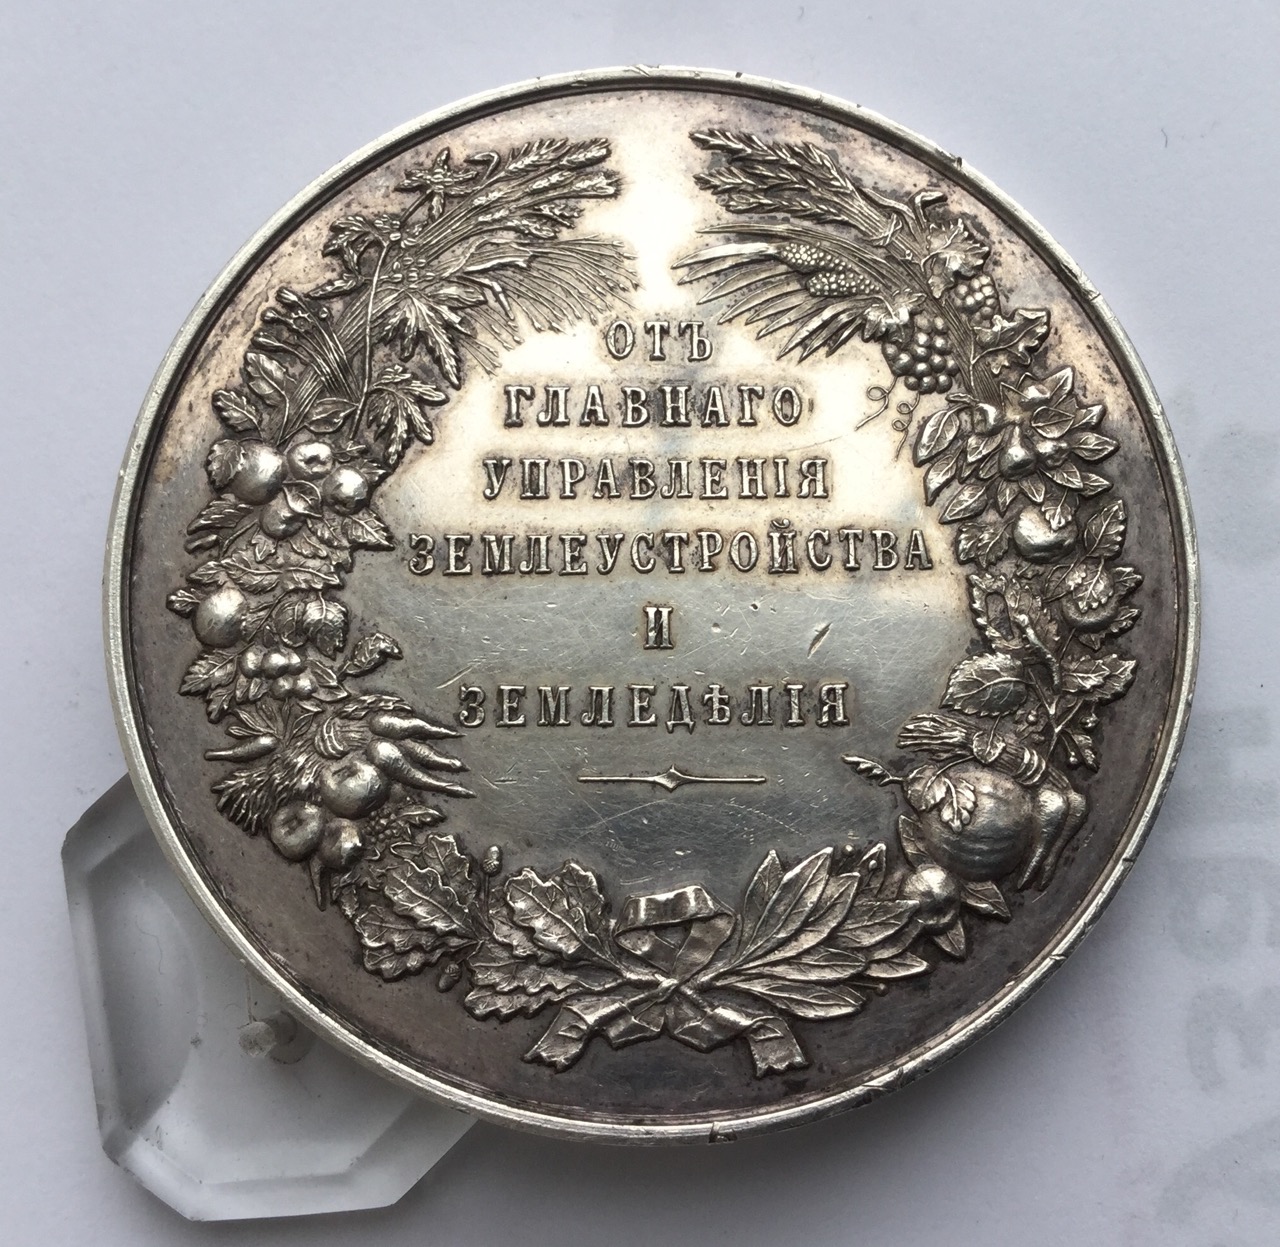 ОТЪ
ГЛАВНАГО
УПРАВЛЕНІЯ
ЗЕМЛЕУСТРОЙСТВА
И
ЗЕМЛЕДѢЛІЯ